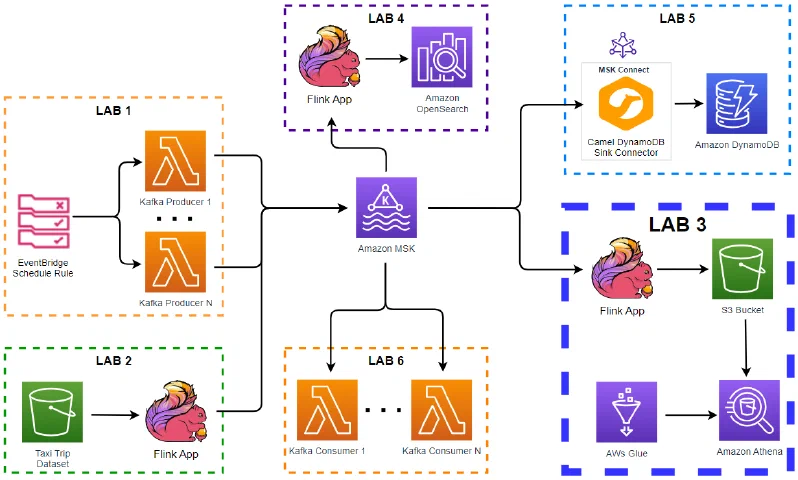 LAB 1
Kafka Producer 1
EventBridge
Schedule Rule
Kafka Producer N
LAB 2
Taxi Trip
Dataset
Flink App
LAB 4
Flink App
Amazon
OpenSearch
K
Amazon MSK
LAB 6
Kafka Consumer 1
Kafka Consumer N
LAB 5
MSK Connect
Camel DynamoDB
Sink Connector
Amazon DynamoDB
LAB 3
Flink App
S3 Bucket
AWs Glue
Amazon Athena